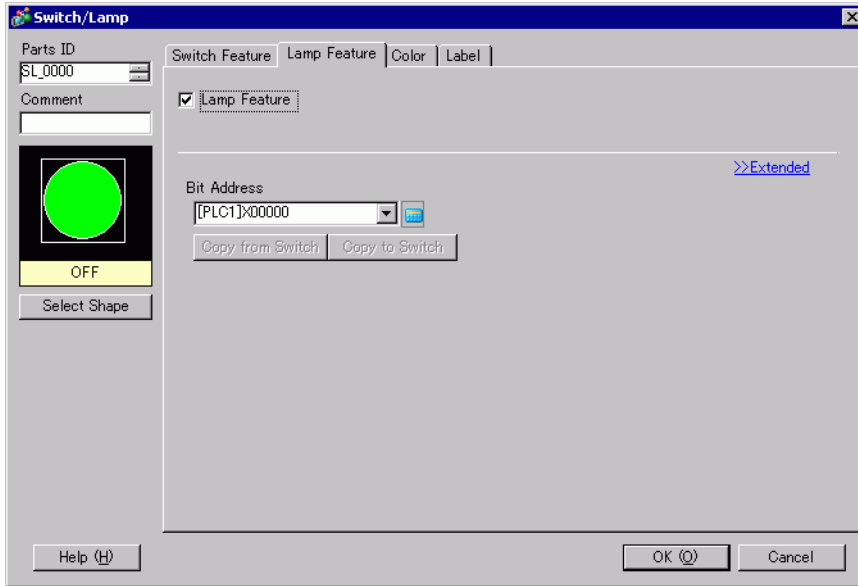 Switch/Lamp
Parts ID
SL_0000
Comment
OFF
Select Shape
Switch Feature Lamp Feature Color Label
Lamp Feature
>>Extended
Bit Address
[PLC1]X00000
Copy from Switch Copy to Switch
Help (H) OK (O) Cancel